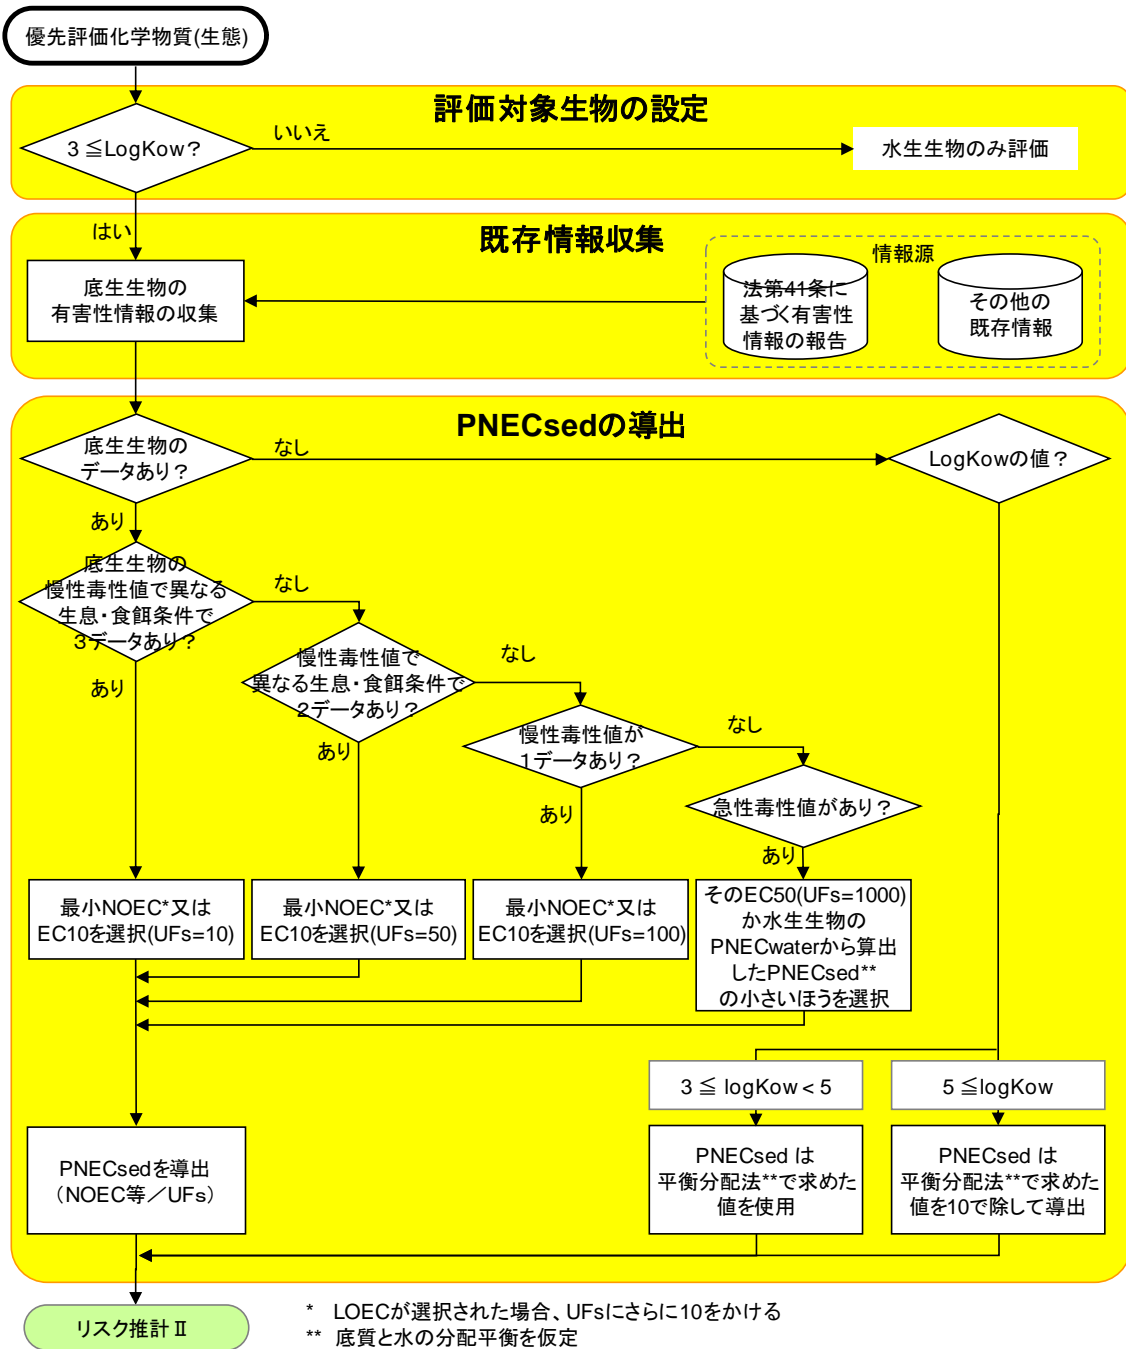 優先評価化学物質(生態)
評価対象生物の設定
3 ≦LogKow？
いいえ
水生生物のみ評価
はい
既存情報収集
底生生物の
有害性情報の収集
情報源
法第41条に
基づく有害性
情報の報告
その他の
既存情報
PNECsedの導出
底生生物の
データあり？
なし
LogKowの値？
あり
底生生物の
慢性毒性値で異なる
生息・食餌条件で
３データあり？
なし
あり
慢性毒性値で
異なる生息・食餌条件で
２データあり？
なし
あり
慢性毒性値が
１データあり？
なし
あり
急性毒性値があり？
あり
最小NOEC*又は
EC10を選択(UFs=10)
最小NOEC*又は
EC10を選択(UFs=50)
最小NOEC*又は
EC10を選択(UFs=100)
そのEC50(UFs=1000)
か水生生物の
PNECwaterから算出
したPNECsed**
の小さいほうを選択
3 ≦ logKow < 5
5 ≦logKow
PNECsedを導出
（NOEC等／UFs）
PNECsed は
平衡分配法**で求めた
値を使用
PNECsed は
平衡分配法**で求めた
値を10で除して導出
リスク推計Ⅱ
* LOECが選択された場合、UFsにさらに10をかける
** 底質と水の分配平衡を仮定